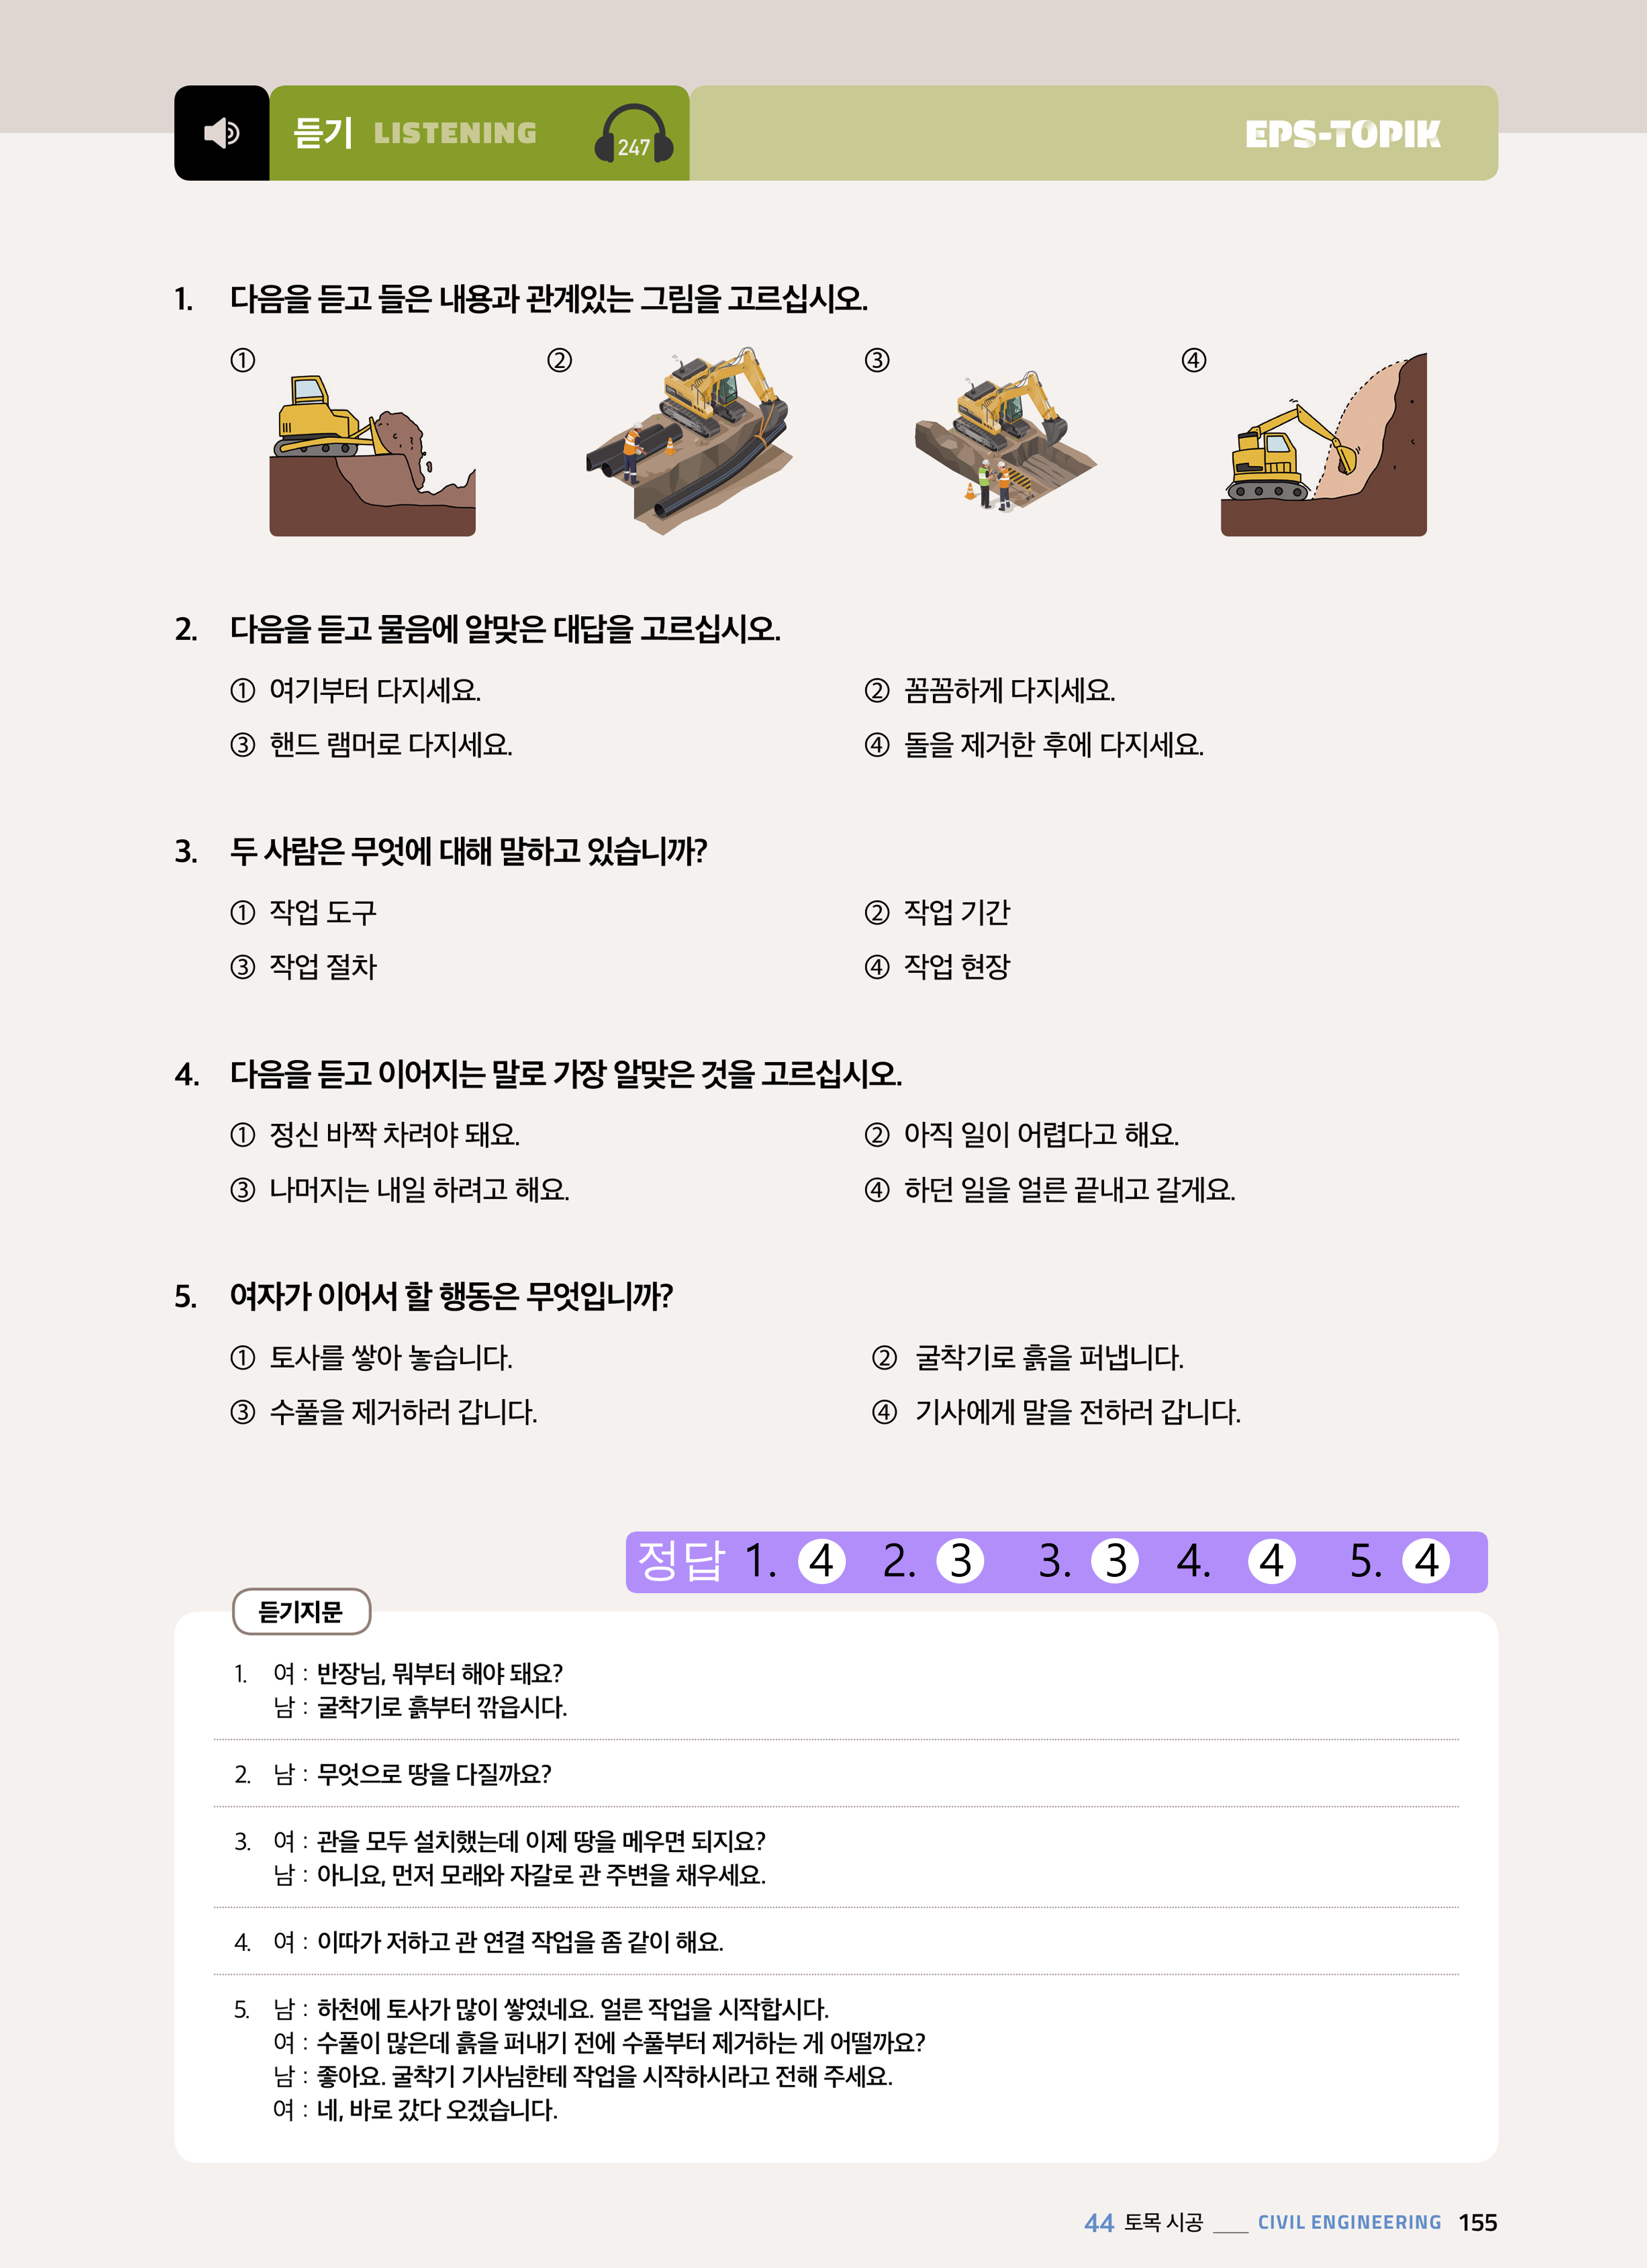 듣기 LISTENING 247 EPS-TOPIK
1. 다음을 듣고 들은 내용과 관계있는 그림을 고르십시오.
① ② ③ ④
2. 다음을 듣고 물음에 알맞은 대답을 고르십시오.
① 여기부터 다지세요. ② 꼼꼼하게 다지세요.
③ 핸드 램머로 다지세요. ④ 돌을 제거한 후에 다지세요.
3. 두 사람은 무엇에 대해 말하고 있습니까?
① 작업 도구 ② 작업 기간
③ 작업 절차 ④ 작업 현장
4. 다음을 듣고 이어지는 말로 가장 알맞은 것을 고르십시오.
① 정신 바짝 차려야 돼요. ② 아직 일이 어렵다고 해요.
③ 나머지는 내일 하려고 해요. ④ 하던 일을 얼른 끝내고 갈게요.
5. 여자가 이어서 할 행동은 무엇입니까?
① 토사를 쌓아 놓습니다. ② 굴착기로 흙을 퍼냅니다.
③ 수풀을 제거하러 갑니다. ④ 기사에게 말을 전하러 갑니다.
정답 1. 4 2. 3 3. 3 4. 4 5. 4
듣기지문
1. 여 : 반장님, 뭐부터 해야 돼요?
남 : 굴착기로 흙부터 깎읍시다.
2. 남 : 무엇으로 땅을 다질까요?
3. 여 : 관을 모두 설치했는데 이제 땅을 메우면 되지요?
남 : 아니요, 먼저 모래와 자갈로 관 주변을 채우세요.
4. 여 : 이따가 저하고 관 연결 작업을 좀 같이 해요.
5. 남 : 하천에 토사가 많이 쌓였네요. 얼른 작업을 시작합시다.
여 : 수풀이 많은데 흙을 퍼내기 전에 수풀부터 제거하는 게 어떨까요?
남 : 좋아요. 굴착기 기사님한테 작업을 시작하시라고 전해 주세요.
여 : 네, 바로 갔다 오겠습니다.
44 토목 시공 ___ CIVIL ENGINEERING 155